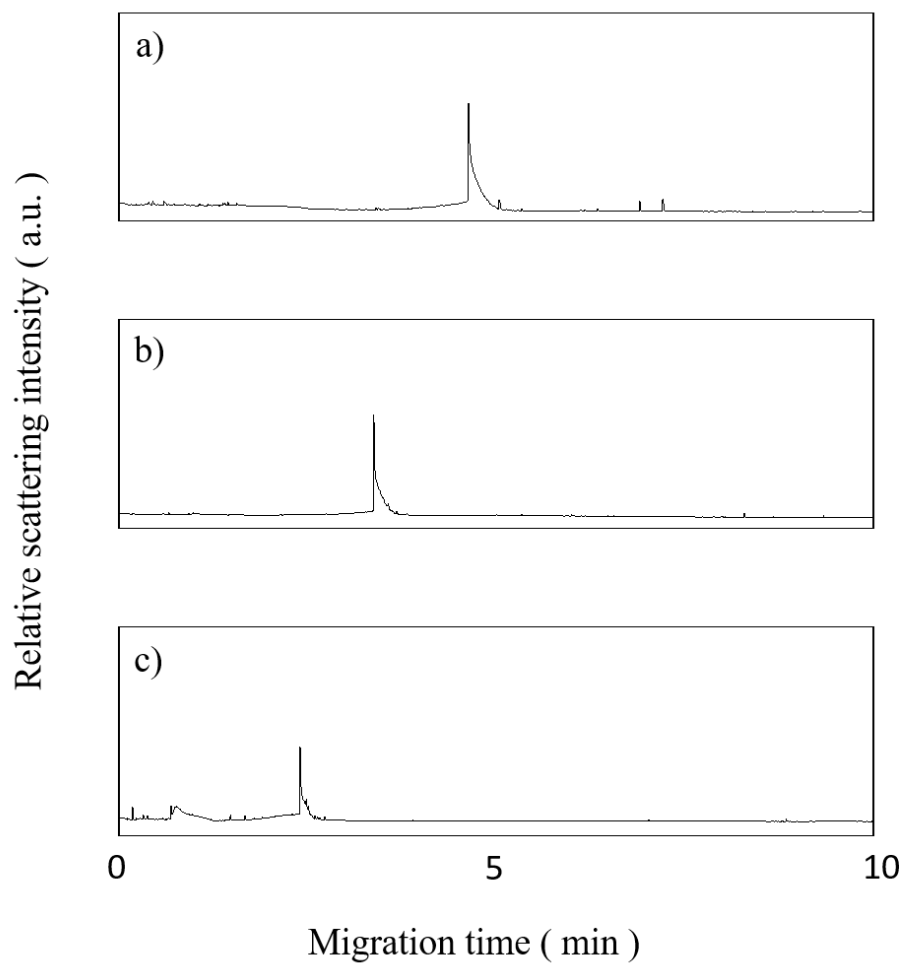 a)
Relative scattering intensity ( a.u. )
b)
c)
0 5 10
Migration time ( min )